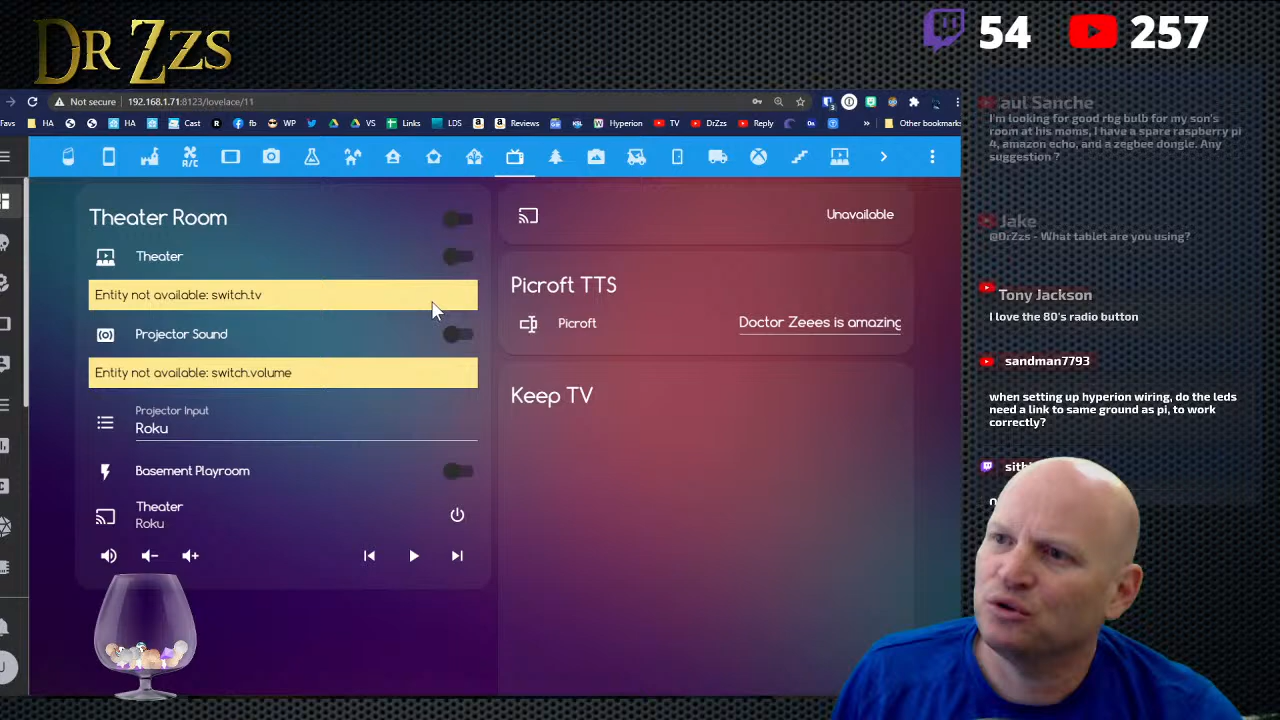 DR ZZS
54
257
Not secure
192.168.1.71:8123/lovelace/11
Favs
HA
HA
Cast
fb
WP
VS
Links
LDS
Reviews
Hyperion
TV
DrZzs
Reply
Other bookmarks
R/C
Theater Room
Theater
Entity not available: switch.tv
Projector Sound
Entity not available: switch.volume
Projector Input
Roku
Basement Playroom
Theater
Roku
Unavailable
Picroft TTS
Picroft
Doctor Zeees is amazing
Keep TV
aul Sanche
I'm looking for good rgb bulb for my son's
room at his moms, I have a spare raspberry pi
4, amazon echo, and a zegbee dongle. Any
suggestion ?
Jake
@DrZzs - What tablet are you using?
Tony Jackson
I love the 80's radio button
sandman7793
when setting up hyperion wiring, do the leds
need a link to same ground as pi, to work
correctly?